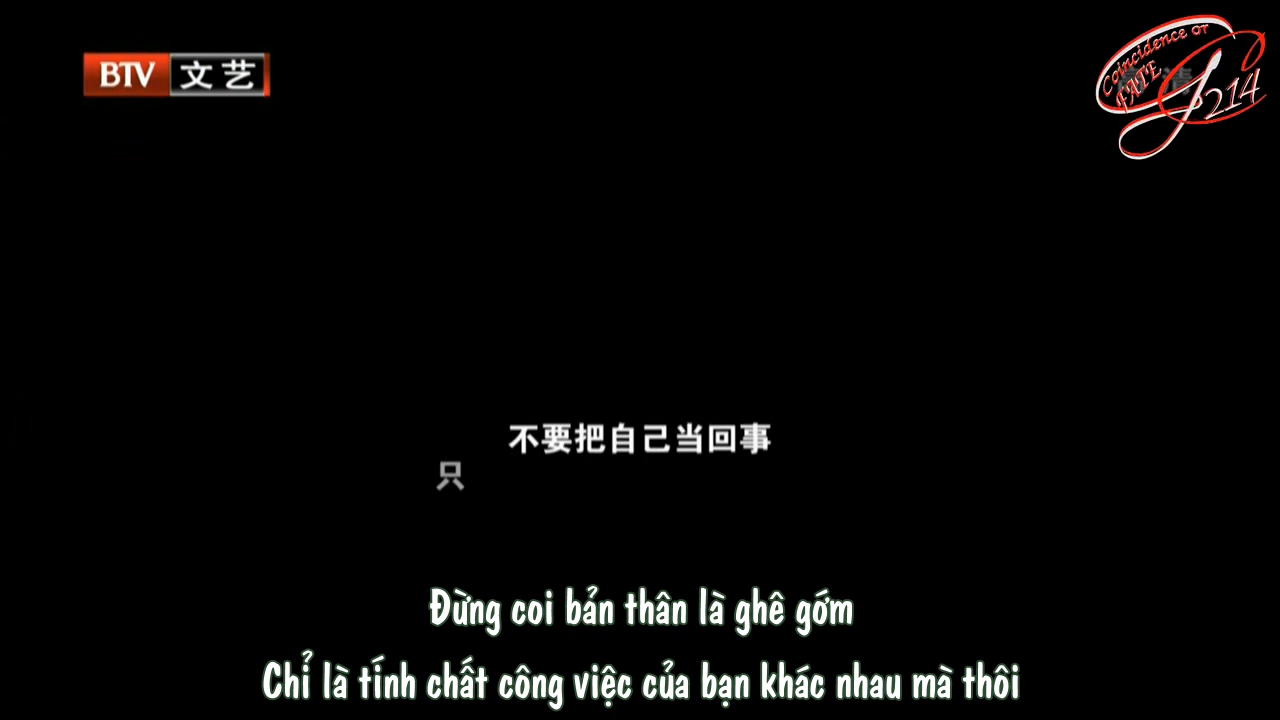 BTV 文艺
Coincidence or
FATE
214
不要把自己当回事
只
Đừng coi bản thân là ghê gớm
Chỉ là tính chất công việc của bạn khác nhau mà thôi